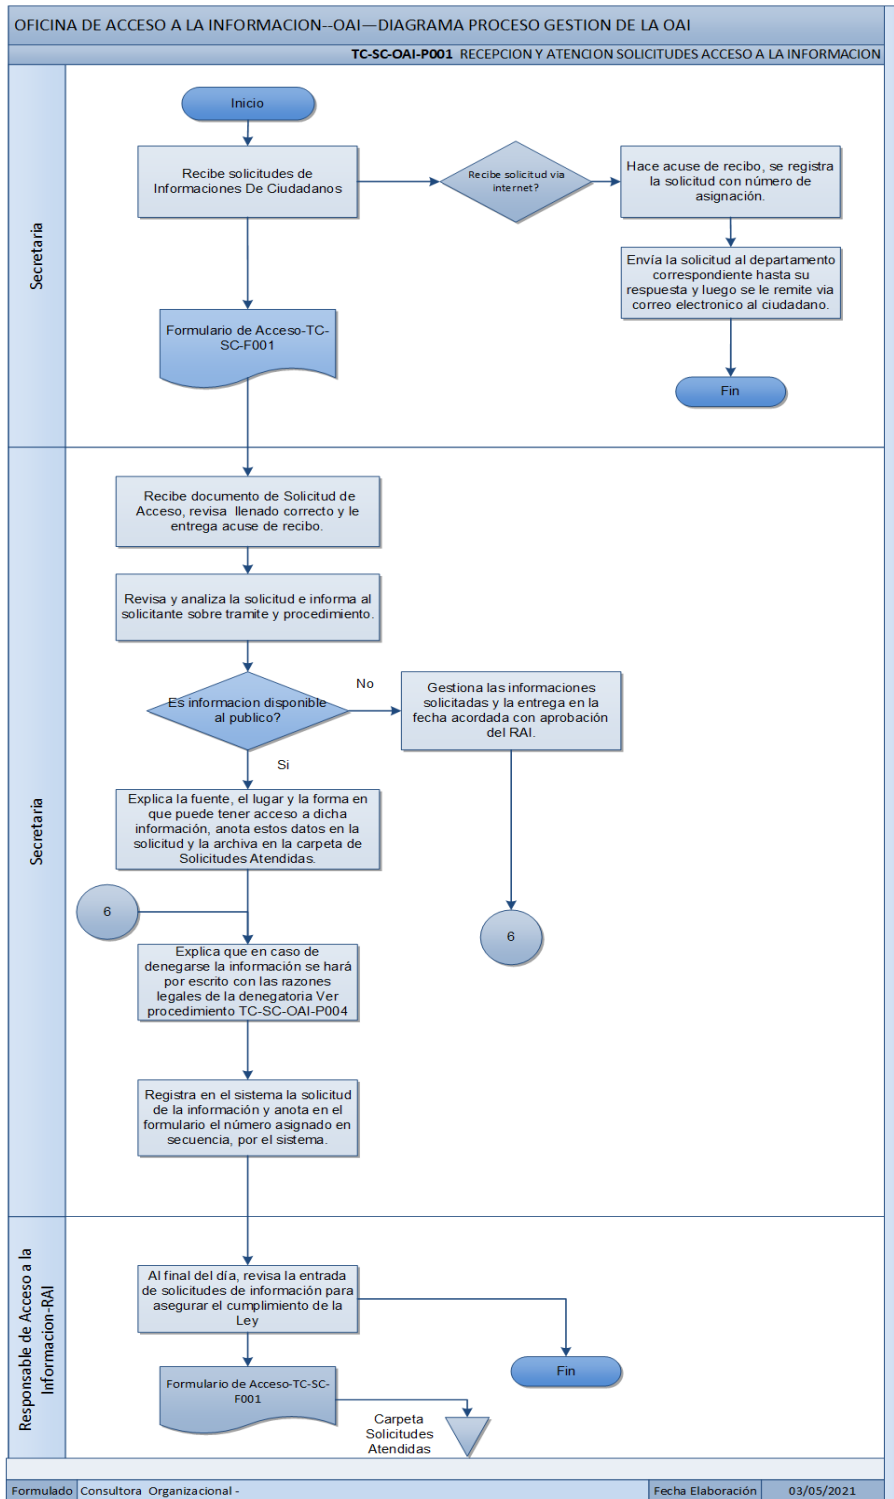 OFICINA DE ACCESO A LA INFORMACION--OAI—DIAGRAMA PROCESO GESTION DE LA OAI
TC-SC-OAI-P001 RECEPCION Y ATENCION SOLICITUDES ACCESO A LA INFORMACION
Secretaria
Inicio
Recibe solicitudes de
Informaciones De Ciudadanos
Recibe solicitud via
internet?
Hace acuse de recibo, se registra
la solicitud con número de
asignación.
Envía la solicitud al departamento
correspondiente hasta su
respuesta y luego se le remite via
correo electronico al ciudadano.
Fin
Formulario de Acceso-TC-
SC-F001
Secretaria
Recibe documento de Solicitud de
Acceso, revisa llenado correcto y le
entrega acuse de recibo.
Revisa y analiza la solicitud e informa al
solicitante sobre tramite y procedimiento.
Es informacion disponible
al publico?
No
Gestiona las informaciones
solicitadas y la entrega en la
fecha acordada con aprobación
del RAI.
Si
Explica la fuente, el lugar y la forma en
que puede tener acceso a dicha
información, anota estos datos en la
solicitud y la archiva en la carpeta de
Solicitudes Atendidas.
6
6
Explica que en caso de
denegarse la información se hará
por escrito con las razones
legales de la denegatoria Ver
procedimiento TC-SC-OAI-P004
Registra en el sistema la solicitud
de la información y anota en el
formulario el número asignado en
secuencia, por el sistema.
Responsable de Acceso a la
Informacion-RAI
Al final del día, revisa la entrada
de solicitudes de información para
asegurar el cumplimiento de la
Ley
Fin
Formulario de Acceso-TC-SC-
F001
Carpeta
Solicitudes
Atendidas
Formulado Consultora Organizacional - Fecha Elaboración 03/05/2021